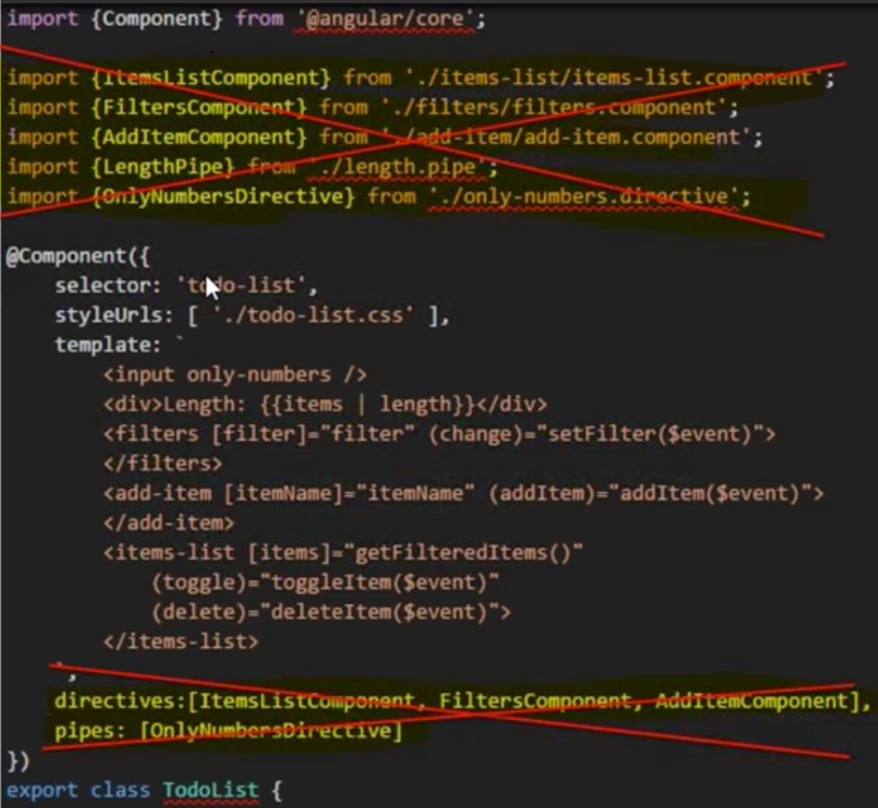 import {Component} from '@angular/core';
import {ItemsListComponent} from './items-list/items-list.component';
import {FiltersComponent} from './filters/filters.component';
import {AddItemComponent} from './add-item/add-item.component';
import {LengthPipe} from './length.pipe';
import {OnlyNumbersDirective} from './only-numbers.directive';
@Component({
selector: 'todo-list',
styleUrls: [ './todo-list.css' ],
template: `
<input only-numbers />
<div>Length: {{items | length}}</div>
<filters [filter]="filter" (change)="setFilter($event)">
</filters>
<add-item [itemName]="itemName" (addItem)="addItem($event)">
</add-item>
<items-list [items]="getFilteredItems()"
(toggle)="toggleItem($event)"
(delete)="deleteItem($event)">
</items-list>
`,
directives:[ItemsListComponent, FiltersComponent, AddItemComponent],
pipes: [OnlyNumbersDirective]
})
export class TodoList {